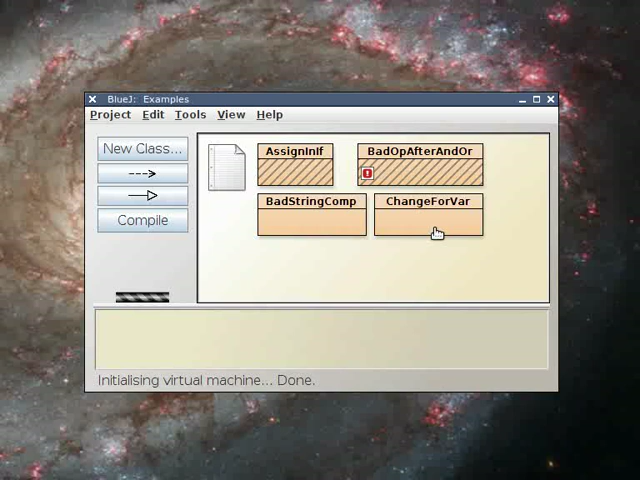 BlueJ: Examples
Project Edit Tools View Help
New Class...
Compile
AssignInIf
BadOpAfterAndOr
BadStringComp
ChangeForVar
Initialising virtual machine... Done.